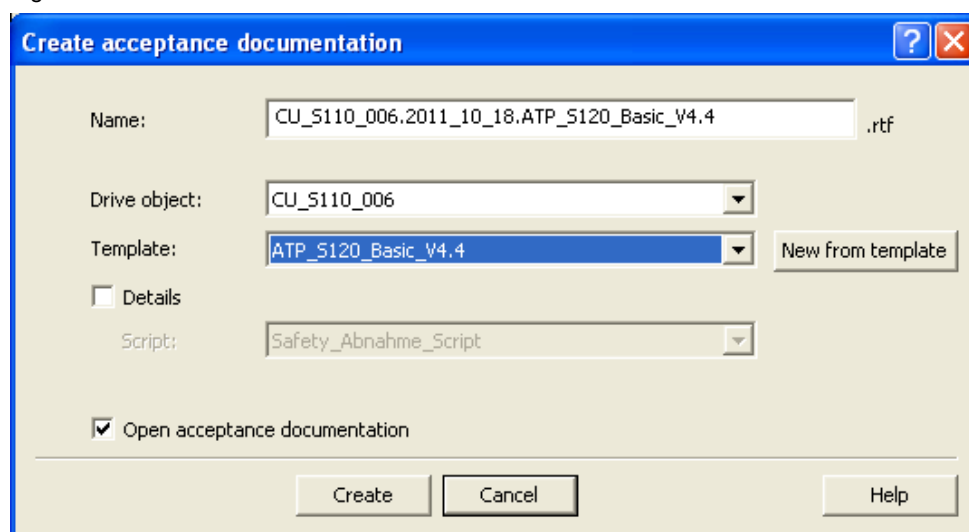 Create acceptance documentation
Name: CU_S110_006.2011_10_18.ATP_S120_Basic_V4.4 .rtf
Drive object: CU_S110_006
Template: ATP_S120_Basic_V4.4 New from template
Details
Script: Safety_Abnahme_Script
Open acceptance documentation
Create Cancel Help